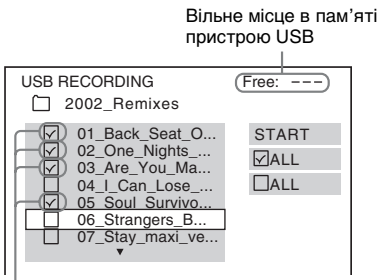 Вільне місце в пам’яті
пристрою USB
USB RECORDING
Free: ---
2002_Remixes
01_Back_Seat_O...
02_One_Nights_...
03_Are_You_Ma...
04_I_Can_Lose_...
05_Soul_Survivo...
06_Strangers_B...
07_Stay_maxi_ve...
START
ALL
ALL